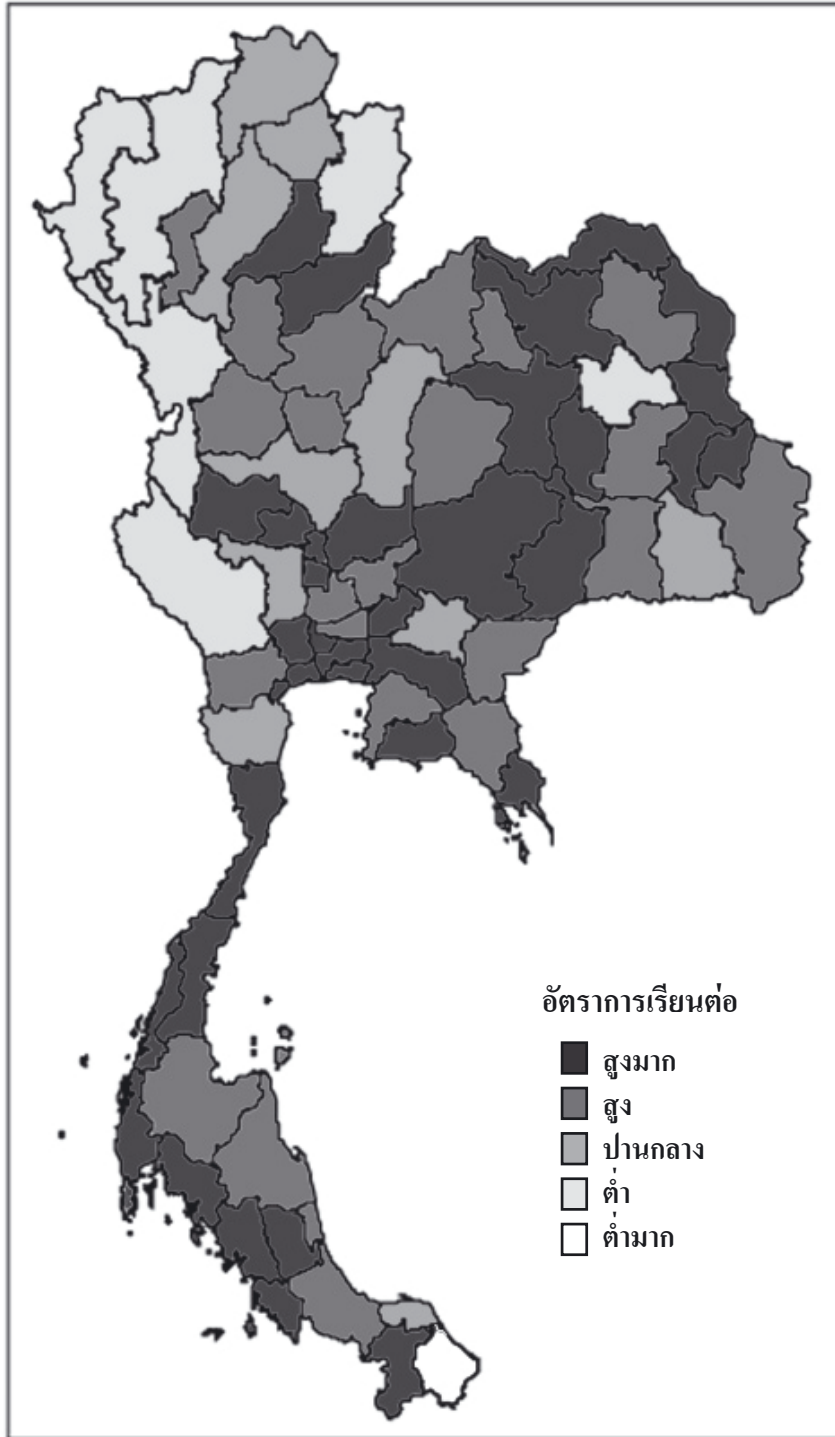 อัตราการเรียนต่อ
สูงมาก
สูง
ปานกลาง
ต่ำ
ต่ำมาก